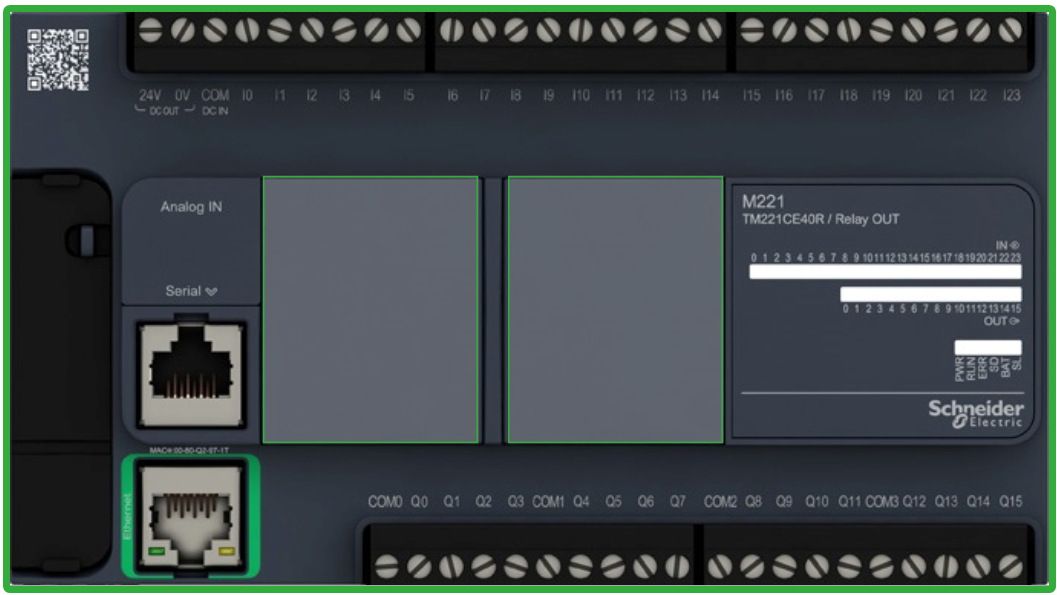 24V 0V COM I0 I1 I2 I3 I4 I5 I6 I7 I8 I9 I10 I11 I12 I13 I14 I15 I16 I17 I18 I19 I20 I21 I22 I23
DC OUT DC IN
Analog IN
Serial
M221
TM221CE40R / Relay OUT
IN
0 1 2 3 4 5 6 7 8 9 10 11 12 13 14 15 16 17 18 19 20 21 22 23
0 1 2 3 4 5 6 7 8 9 10 11 12 13 14 15
OUT
PWR
RUN
ERR
SD
BAT
SL
Schneider
Electric
MAC#:00-80-Q2-97-1T
Ethernet
COM0 Q0 Q1 Q2 Q3 COM1 Q4 Q5 Q6 Q7 COM2 Q8 Q9 Q10 Q11 COM3 Q12 Q13 Q14 Q15